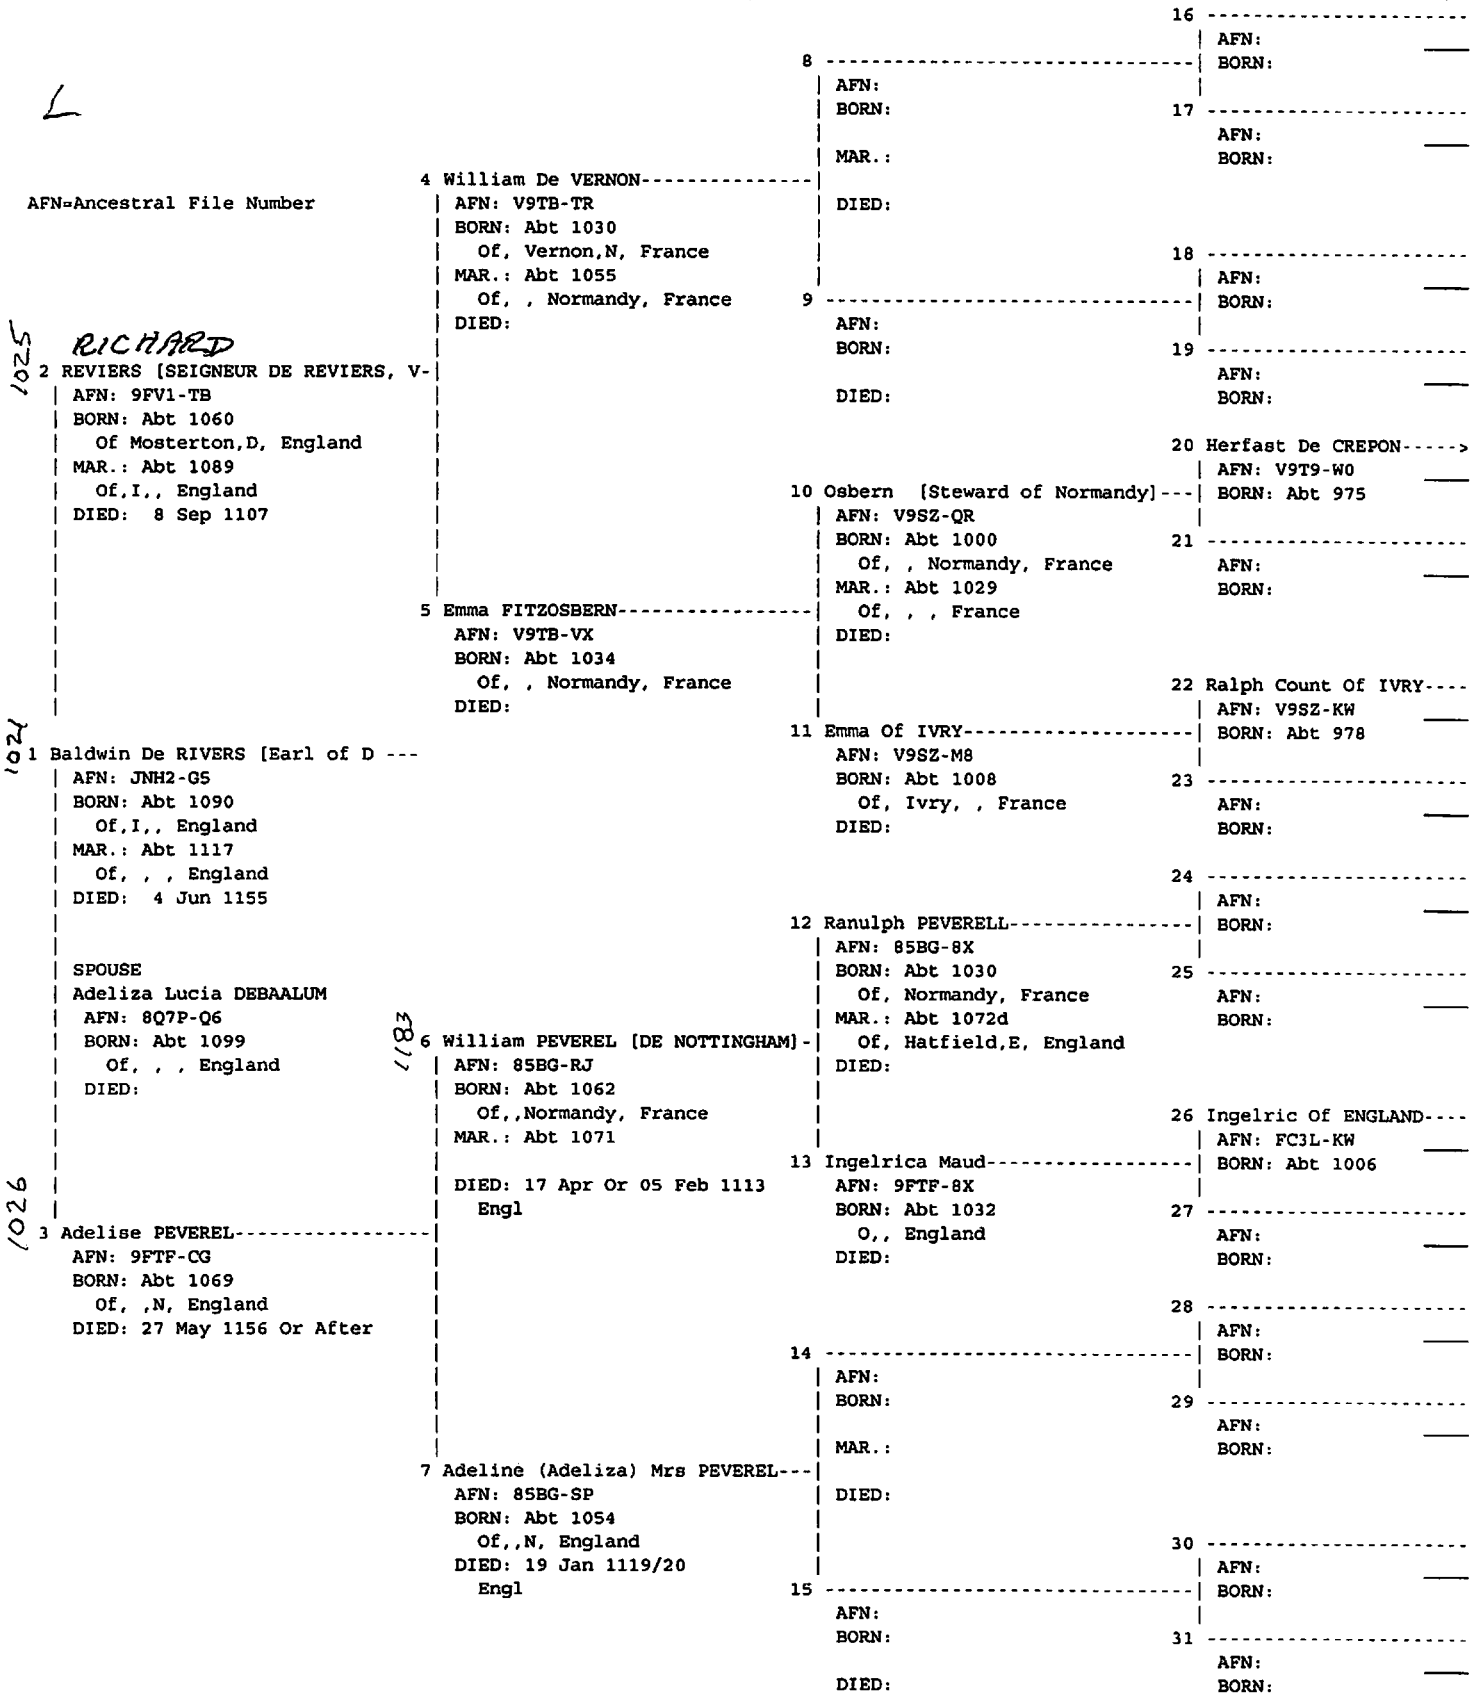 L
AFN=Ancestral File Number
1021
1 Baldwin De RIVERS [Earl of D ---
AFN: JNH2-G5
BORN: Abt 1090
Of,I,, England
MAR.: Abt 1117
Of, , , England
DIED: 4 Jun 1155
SPOUSE
Adeliza Lucia DEBAALUM
AFN: 8Q7P-Q6
BORN: Abt 1099
Of, , , England
DIED:
1025
RICHARD
2 REVIERS [SEIGNEUR DE REVIERS, V-
AFN: 9FV1-TB
BORN: Abt 1060
Of Mosterton,D, England
MAR.: Abt 1089
Of,I,, England
DIED: 8 Sep 1107
1026
3 Adelise PEVEREL----------------
AFN: 9FTF-CG
BORN: Abt 1069
Of, ,N, England
DIED: 27 May 1156 Or After
4 William De VERNON--------------
AFN: V9TB-TR
BORN: Abt 1030
Of, Vernon,N, France
MAR.: Abt 1055
Of, , Normandy, France
DIED:
5 Emma FITZOSBERN----------------
AFN: V9TB-VX
BORN: Abt 1034
Of, , Normandy, France
DIED:
1183
6 William PEVEREL [DE NOTTINGHAM]-
AFN: 85BG-RJ
BORN: Abt 1062
Of,,Normandy, France
MAR.: Abt 1071
DIED: 17 Apr Or 05 Feb 1113
Engl
7 Adeline (Adeliza) Mrs PEVEREL---
AFN: 85BG-SP
BORN: Abt 1054
Of,,N, England
DIED: 19 Jan 1119/20
Engl
8 ------------------------------
AFN:
BORN:
MAR.:
DIED:
9 ------------------------------
AFN:
BORN:
DIED:
10 Osbern [Steward of Normandy]---
AFN: V9SZ-QR
BORN: Abt 1000
Of, , Normandy, France
MAR.: Abt 1029
Of, , , France
DIED:
11 Emma Of IVRY-------------------
AFN: V9SZ-M8
BORN: Abt 1008
Of, Ivry, , France
DIED:
12 Ranulph PEVERELL---------------
AFN: 85BG-8X
BORN: Abt 1030
Of, Normandy, France
MAR.: Abt 1072d
Of, Hatfield,E, England
DIED:
13 Ingelrica Maud-----------------
AFN: 9FTF-8X
BORN: Abt 1032
O,, England
DIED:
14 ------------------------------
AFN:
BORN:
MAR.:
DIED:
15 ------------------------------
AFN:
BORN:
DIED:
16 ----------------------
AFN:
BORN:
17 ----------------------
AFN:
BORN:
18 ----------------------
AFN:
BORN:
19 ----------------------
AFN:
BORN:
20 Herfast De CREPON----->
AFN: V9T9-W0
BORN: Abt 975
21 ----------------------
AFN:
BORN:
22 Ralph Count Of IVRY----
AFN: V9SZ-KW
BORN: Abt 978
23 ----------------------
AFN:
BORN:
24 ----------------------
AFN:
BORN:
25 ----------------------
AFN:
BORN:
26 Ingelric Of ENGLAND----
AFN: FC3L-KW
BORN: Abt 1006
27 ----------------------
AFN:
BORN:
28 ----------------------
AFN:
BORN:
29 ----------------------
AFN:
BORN:
30 ----------------------
AFN:
BORN:
31 ----------------------
AFN:
BORN: